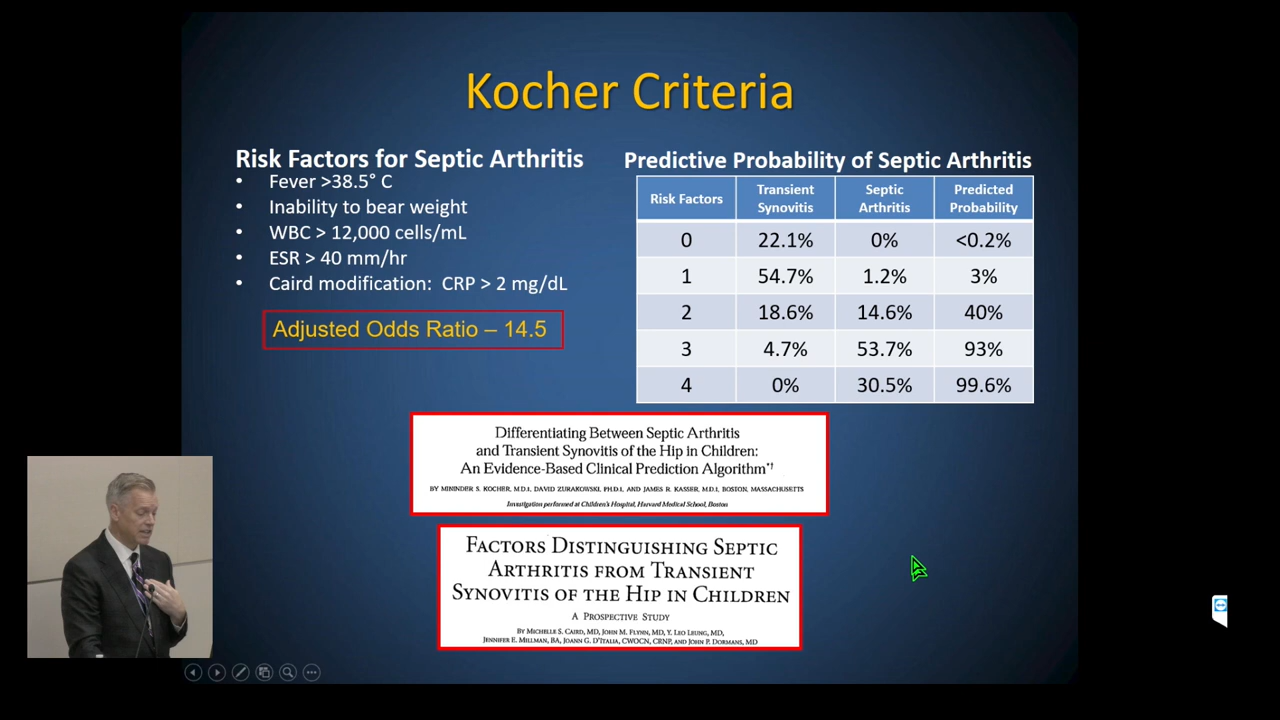 Kocher Criteria
Risk Factors for Septic Arthritis
• Fever >38.5° C
• Inability to bear weight
• WBC > 12,000 cells/mL
• ESR > 40 mm/hr
• Caird modification: CRP > 2 mg/dL
Adjusted Odds Ratio – 14.5
Predictive Probability of Septic Arthritis
Risk Factors Transient Synovitis Septic Arthritis Predicted Probability
0 22.1% 0% <0.2%
1 54.7% 1.2% 3%
2 18.6% 14.6% 40%
3 4.7% 53.7% 93%
4 0% 30.5% 99.6%
Differentiating Between Septic Arthritis
and Transient Synovitis of the Hip in Children:
An Evidence-Based Clinical Prediction Algorithm*†
BY MININDER S. KOCHER, M.D.‡, DAVID ZURAKOWSKI, PH.D.‡, AND JAMES R. KASSER, M.D.‡, BOSTON, MASSACHUSETTS
Investigation performed at Children's Hospital, Harvard Medical School, Boston
FACTORS DISTINGUISHING SEPTIC
ARTHRITIS FROM TRANSIENT
SYNOVITIS OF THE HIP IN CHILDREN
A PROSPECTIVE STUDY
BY MICHELLE S. CAIRD, MD, JOHN M. FLYNN, MD, Y. LEO LEUNG, MD,
JENNIFER E. MILLMAN, BA, JOANN G. D'ITALIA, CWOCN, CRNP, AND JOHN P. DORMANS, MD